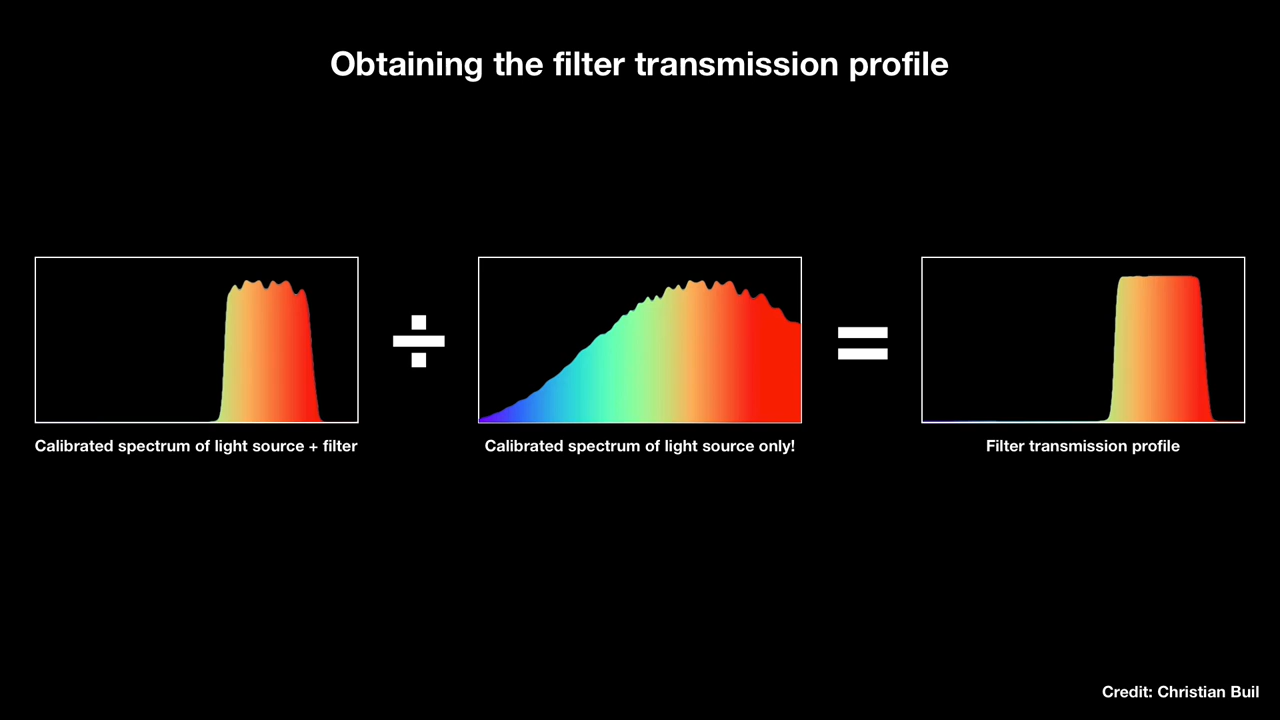 Obtaining the filter transmission profile
÷
=
Calibrated spectrum of light source + filter
Calibrated spectrum of light source only!
Filter transmission profile
Credit: Christian Buil